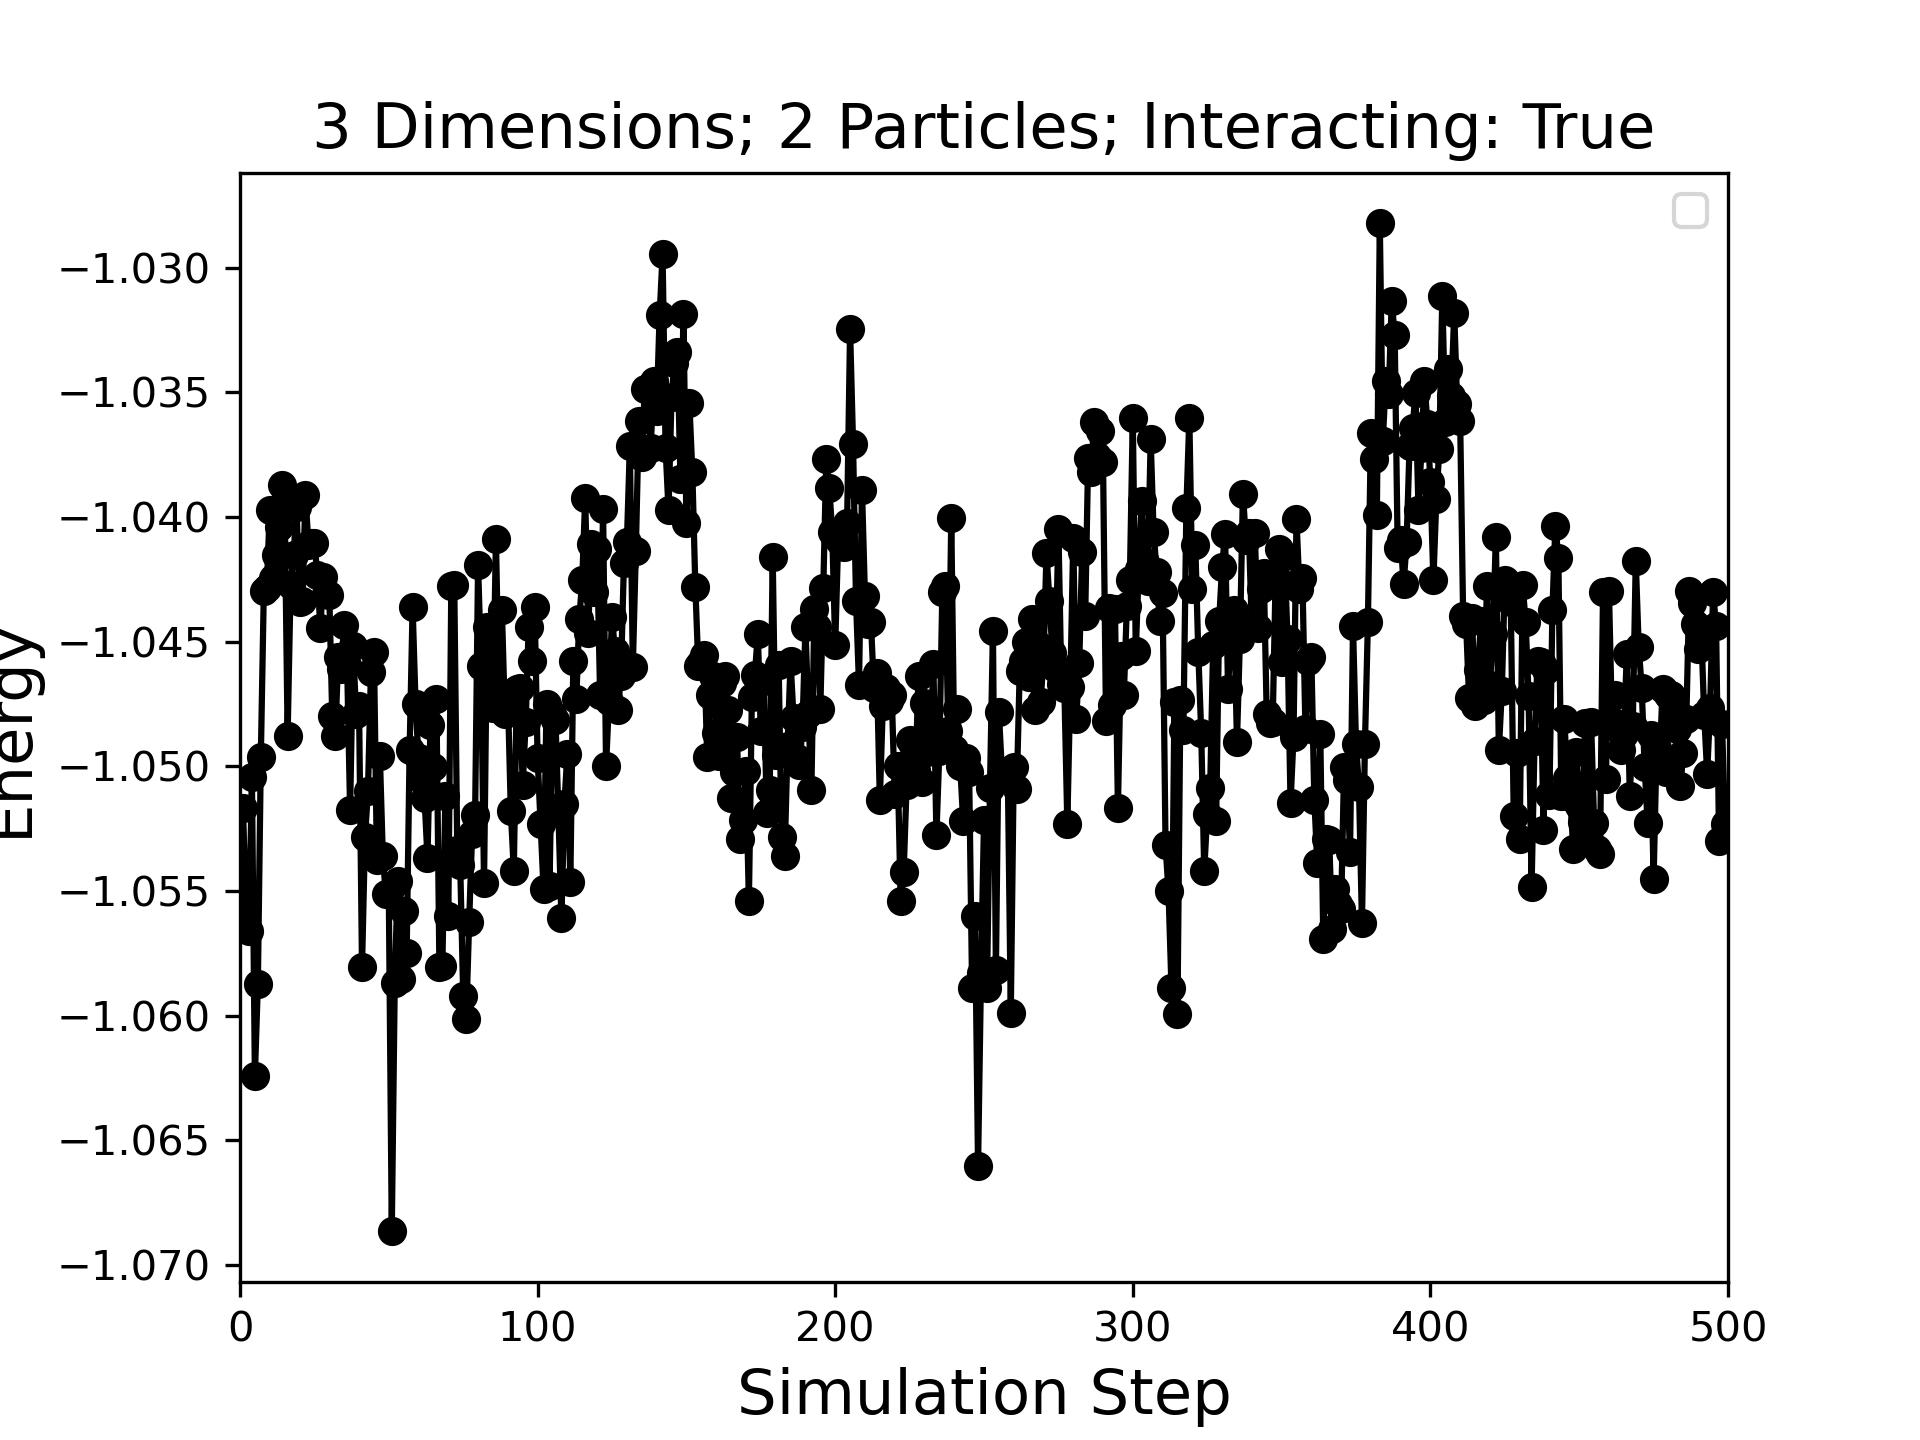 3 Dimensions; 2 Particles; Interacting: True
Energy
−1.030
−1.035
−1.040
−1.045
−1.050
−1.055
−1.060
−1.065
−1.070
0 100 200 300 400 500
Simulation Step